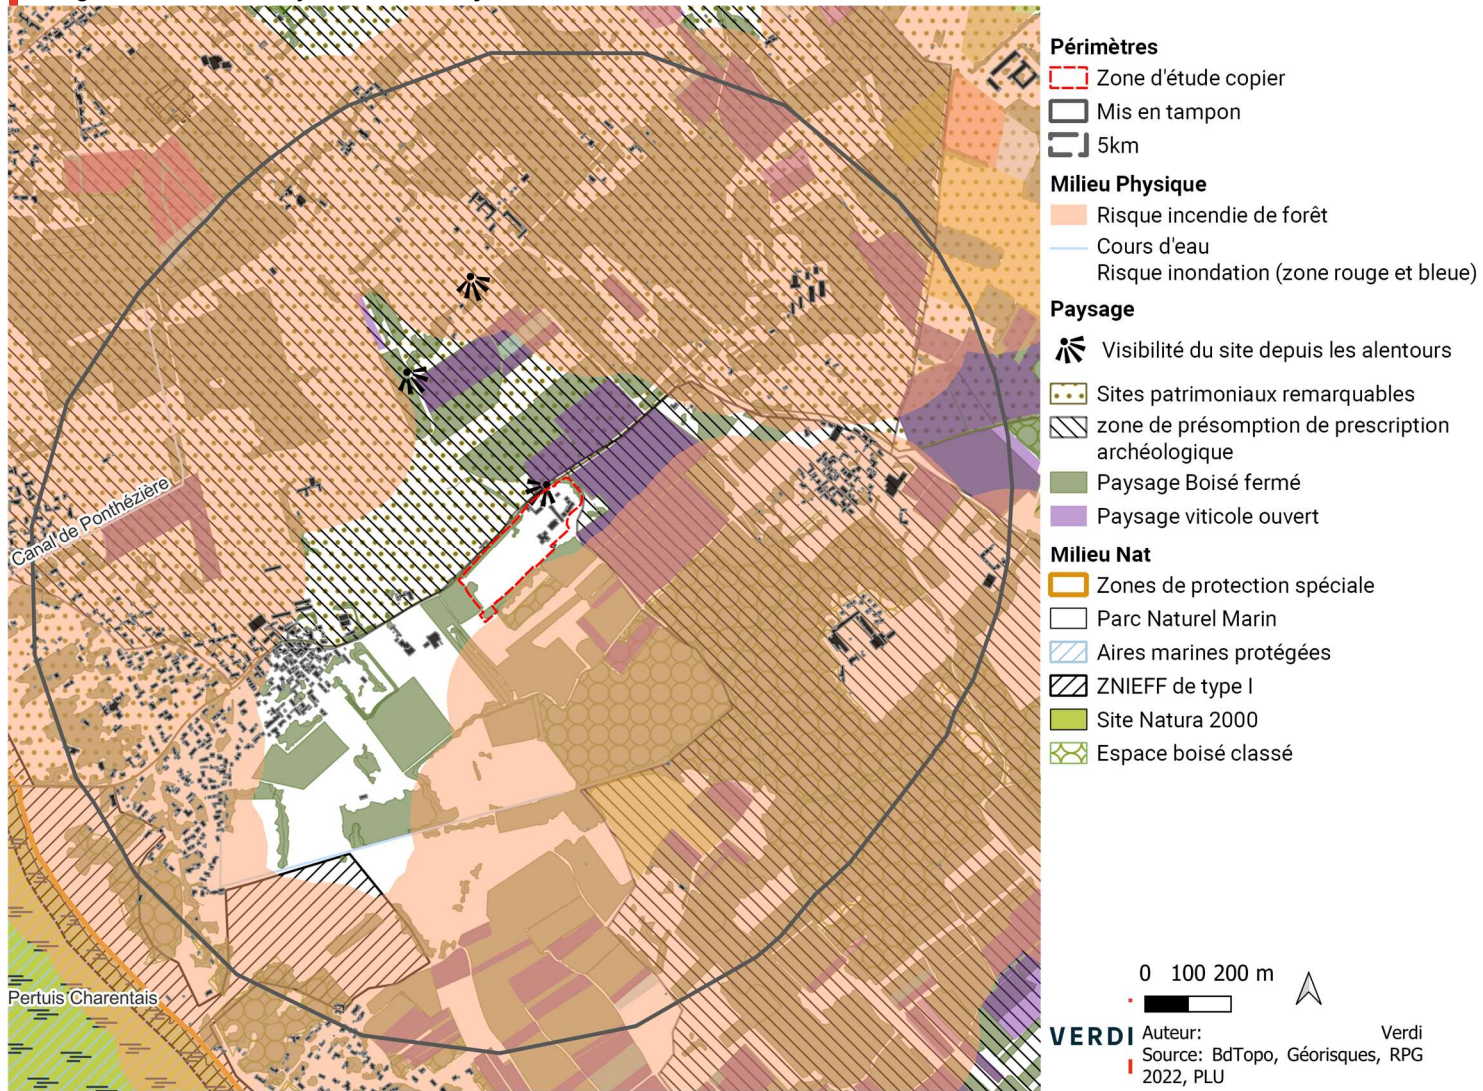 Périmètres
Zone d'étude copier
Mis en tampon
5km
Milieu Physique
Risque incendie de forêt
Cours d'eau
Risque inondation (zone rouge et bleue)
Paysage
Visibilité du site depuis les alentours
Sites patrimoniaux remarquables
zone de présomption de prescription
archéologique
Paysage Boisé fermé
Paysage viticole ouvert
Milieu Nat
Zones de protection spéciale
Parc Naturel Marin
Aires marines protégées
ZNIEFF de type I
Site Natura 2000
Espace boisé classé
Canal de Ponthézière
Pertuis Charentais
0 100 200 m
VERDI
Auteur: Verdi
Source: BdTopo, Géorisques, RPG
2022, PLU